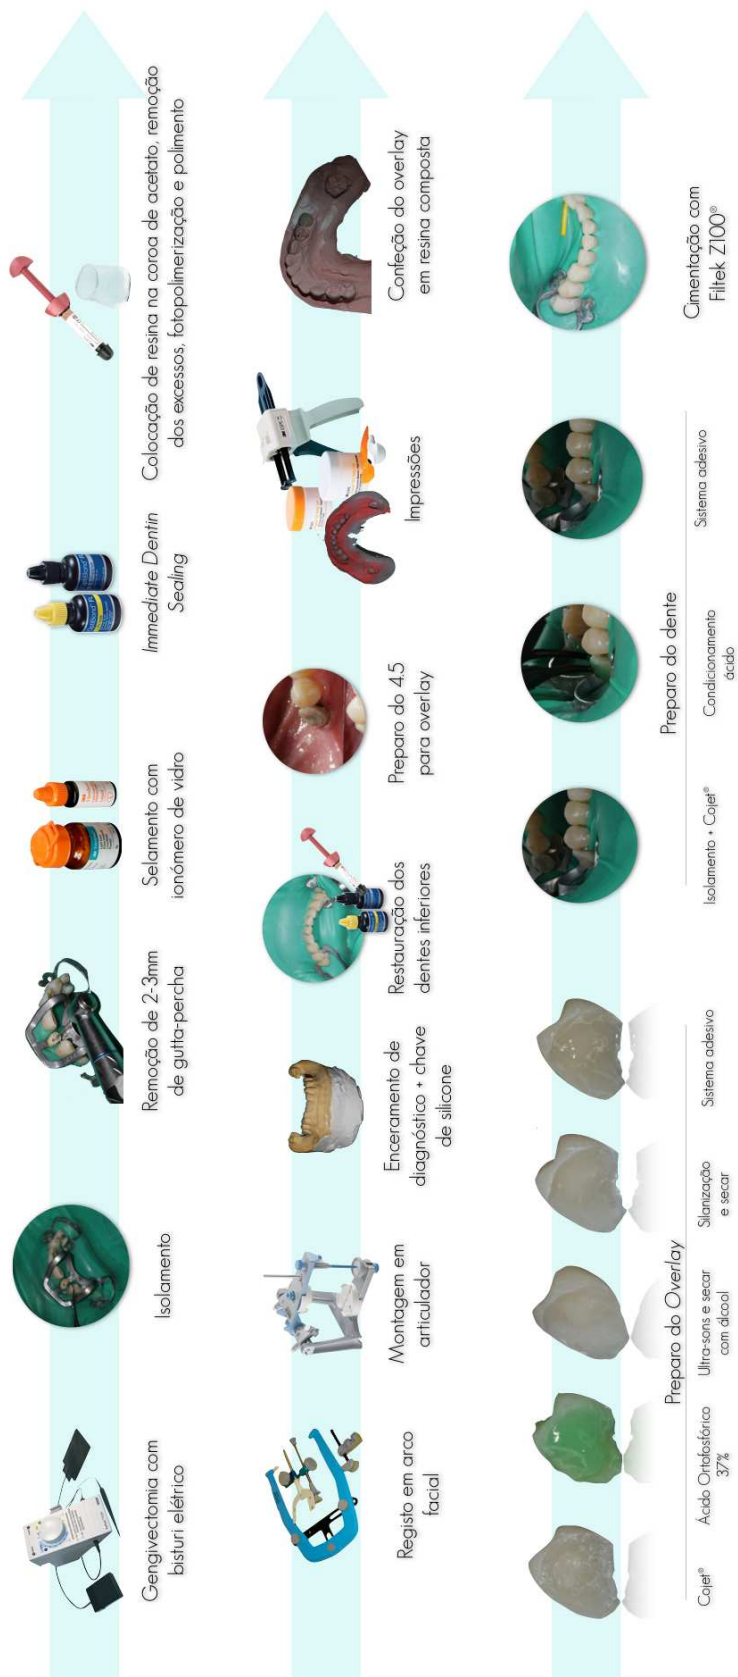 Gengivectomia com
bisturi elétrico
Isolamento
Remoção de 2-3mm
de gutta-percha
Selamento com
ionómero de vidro
Immediate Dentin
Sealing
Colocação de resina na coroa de acetato, remoção
dos excessos, fotopolimerização e polimento
Registo em arco
facial
Montagem em
articulador
Enceramento de
diagnóstico + chave
de silicone
Restauração dos
dentes inferiores
Preparo do 4.5
para overlay
Impressões
Confeção do overlay
em resina composta
Preparo do Overlay
Cojet®
Ácido Ortofosfórico
37%
Ultra-sons e secar
com álcool
Silanização
e secar
Sistema adesivo
Preparo do dente
Isolamento + Cojet®
Condicionamento
ácido
Sistema adesivo
Cimentação com
Filtek Z100®